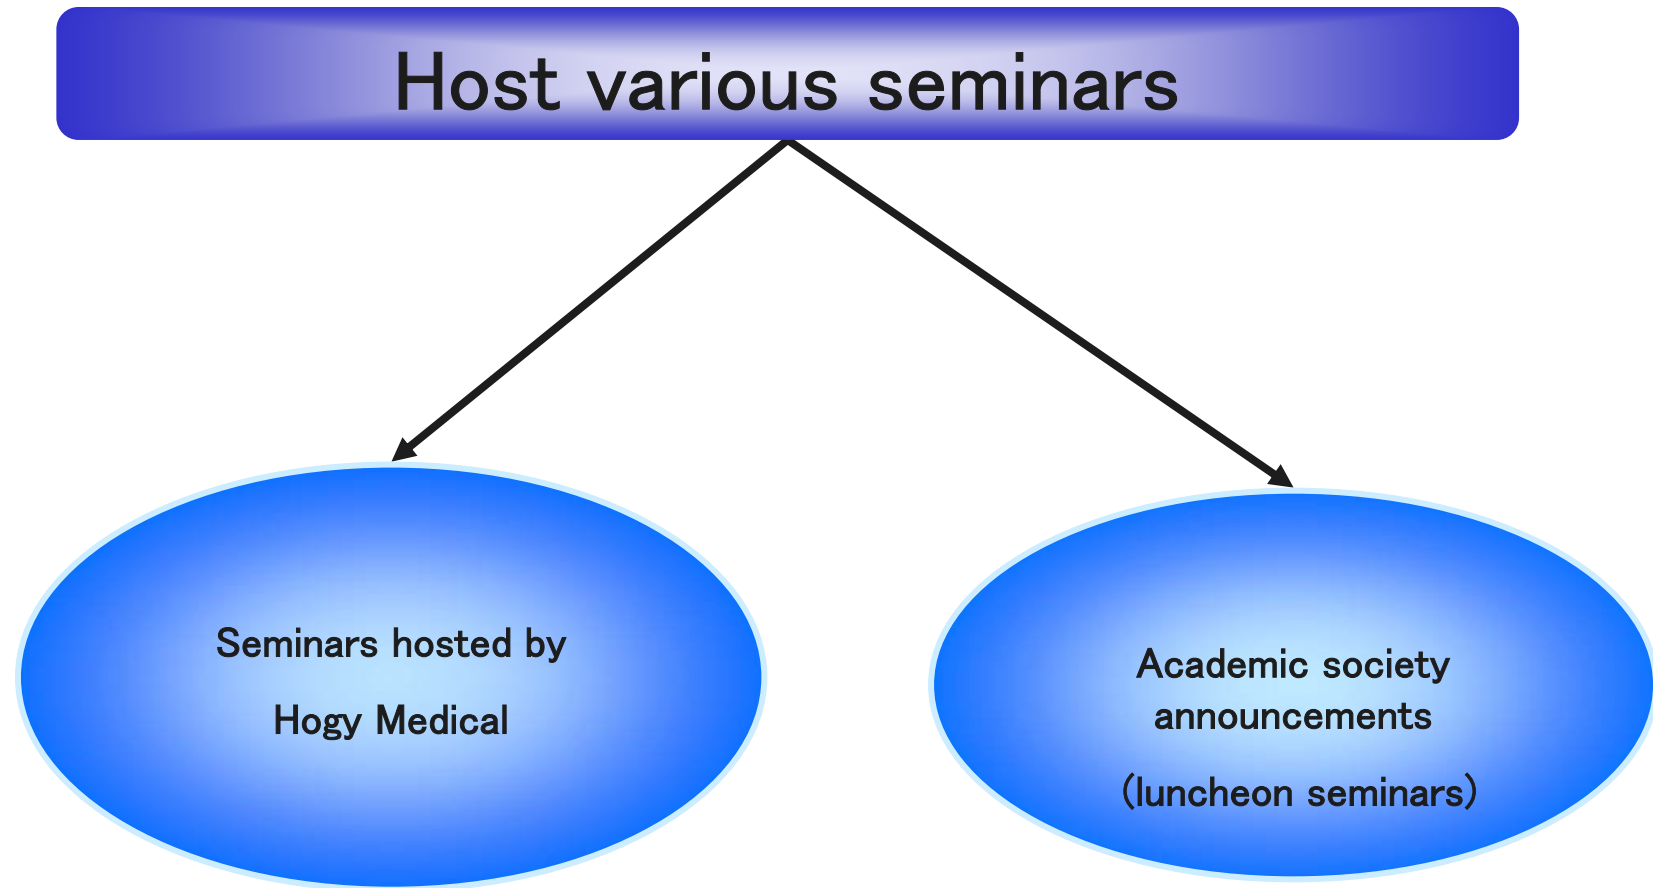 Host various seminars
Seminars hosted by
Hogy Medical
Academic society
announcements
(luncheon seminars)